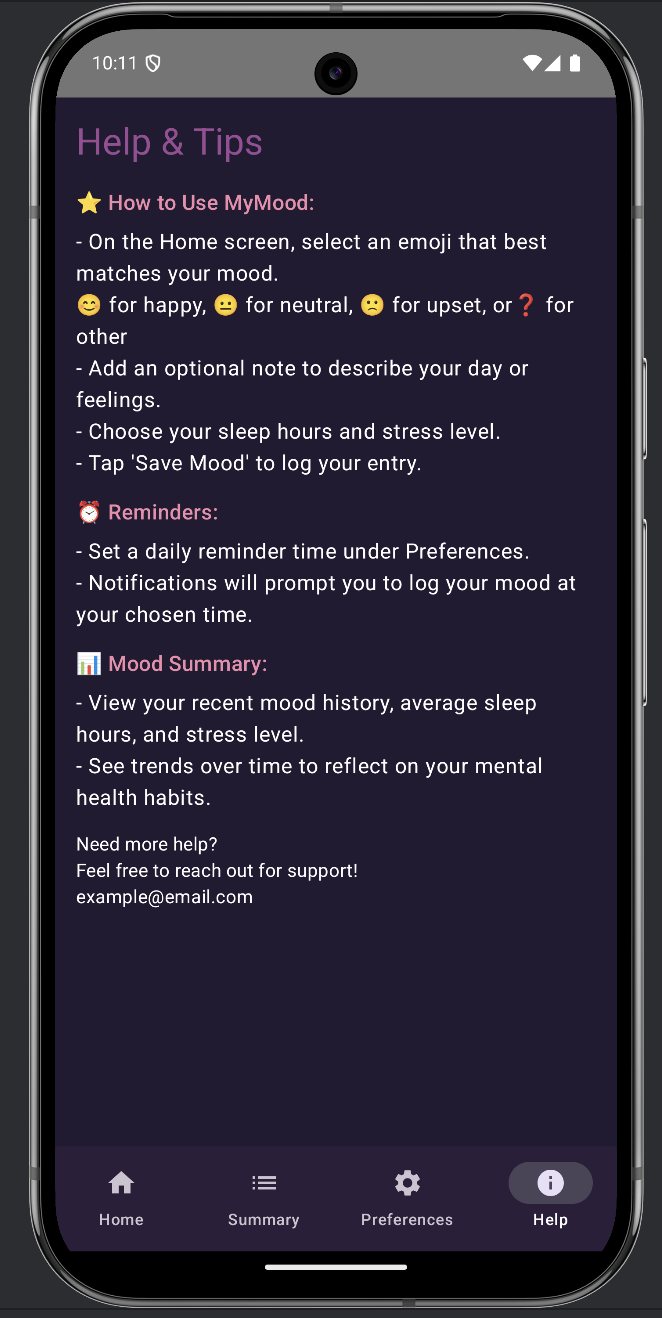 10:11
Help & Tips
⭐ How to Use MyMood:
- On the Home screen, select an emoji that best
matches your mood.
😊 for happy, 😐 for neutral, 🙁 for upset, or❓ for
other
- Add an optional note to describe your day or
feelings.
- Choose your sleep hours and stress level.
- Tap 'Save Mood' to log your entry.
⏰ Reminders:
- Set a daily reminder time under Preferences.
- Notifications will prompt you to log your mood at
your chosen time.
📊 Mood Summary:
- View your recent mood history, average sleep
hours, and stress level.
- See trends over time to reflect on your mental
health habits.
Need more help?
Feel free to reach out for support!
example@email.com
Home Summary Preferences Help